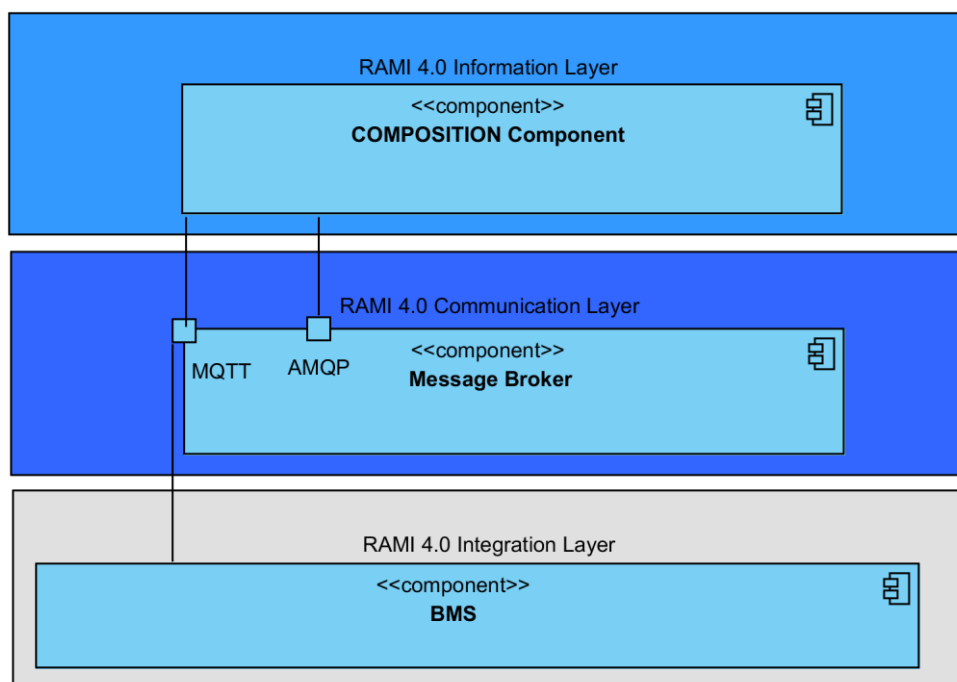 RAMI 4.0 Information Layer
<<component>>
COMPOSITION Component
RAMI 4.0 Communication Layer
<<component>>
Message Broker
MQTT
AMQP
RAMI 4.0 Integration Layer
<<component>>
BMS